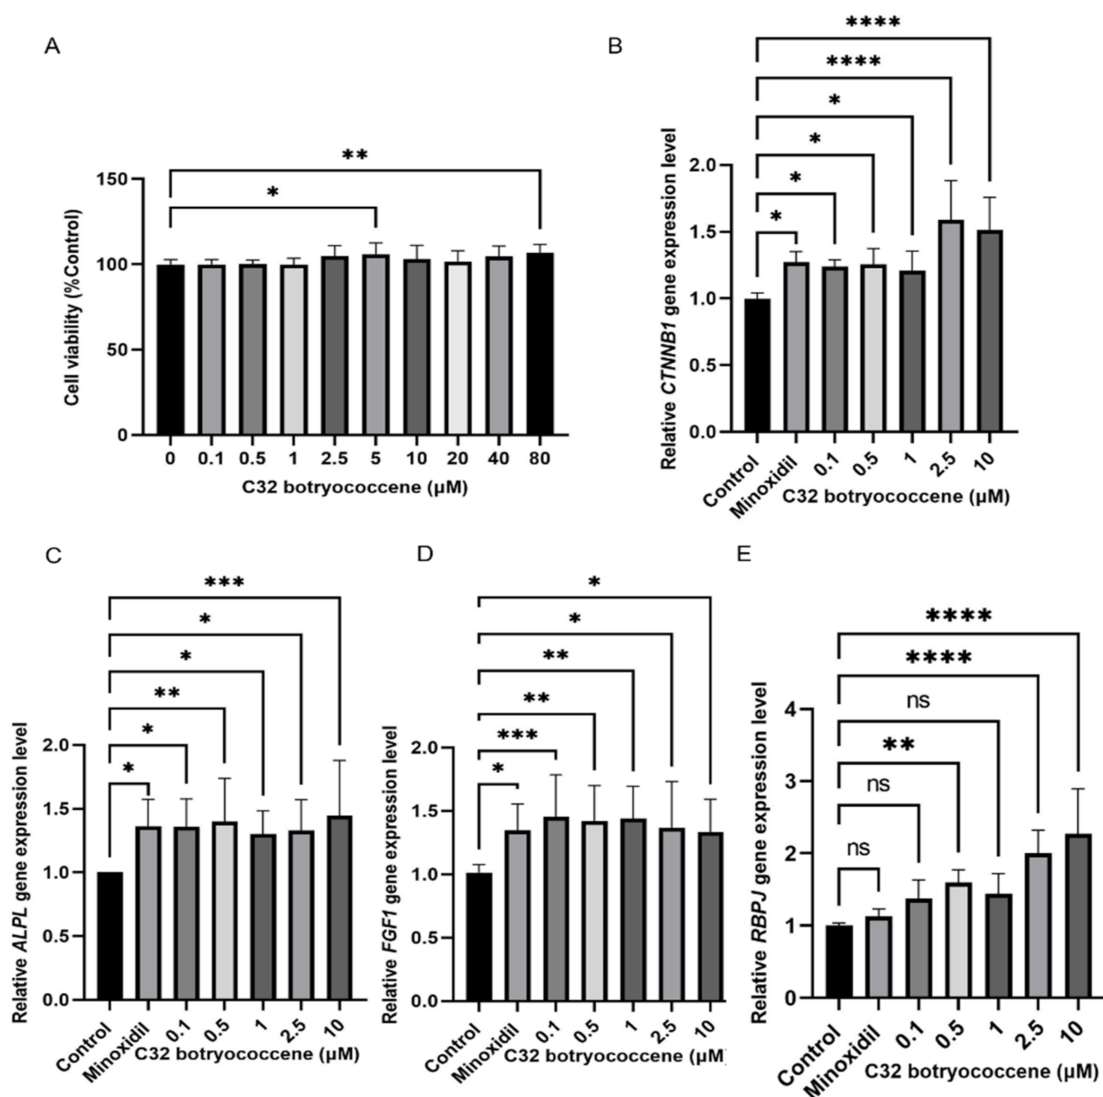 A
**
*
150
100
50
0
Cell viability (%Control)
0 0.1 0.5 1 2.5 5 10 20 40 80
C32 botryococcene (μM)
B
****
****
*
*
*
*
2.0
1.5
1.0
0.5
0.0
Relative CTNNB1 gene expression level
Control Minoxidil 0.1 0.5 1 2.5 10
C32 botryococcene (μM)
C
***
*
*
**
*
*
2.0
1.5
1.0
0.5
0.0
Relative ALPL gene expression level
Control Minoxidil 0.1 0.5 1 2.5 10
C32 botryococcene (μM)
D
*
*
**
**
***
*
2.0
1.5
1.0
0.5
0.0
Relative FGF1 gene expression level
Control Minoxidil 0.1 0.5 1 2.5 10
C32 botryococcene (μM)
E
****
****
ns
**
ns
ns
4
3
2
1
0
Relative RBPJ gene expression level
Control Minoxidil 0.1 0.5 1 2.5 10
C32 botryococcene (μM)